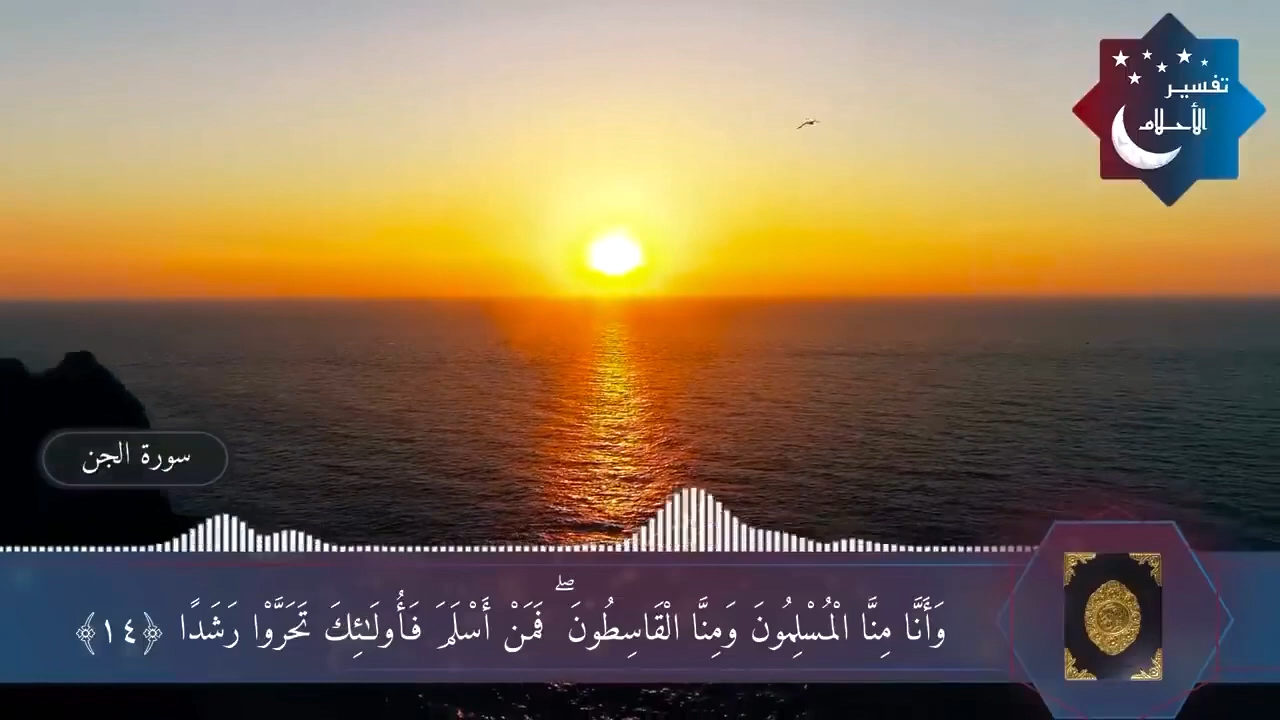 تفسير
الأحلام
سورة الجن
وَأَنَّا مِنَّا الْمُسْلِمُونَ وَمِنَّا الْقَاسِطُونَ ۖ فَمَنْ أَسْلَمَ فَأُولَـٰئِكَ تَحَرَّوْا رَشَدًا ﴿١٤﴾